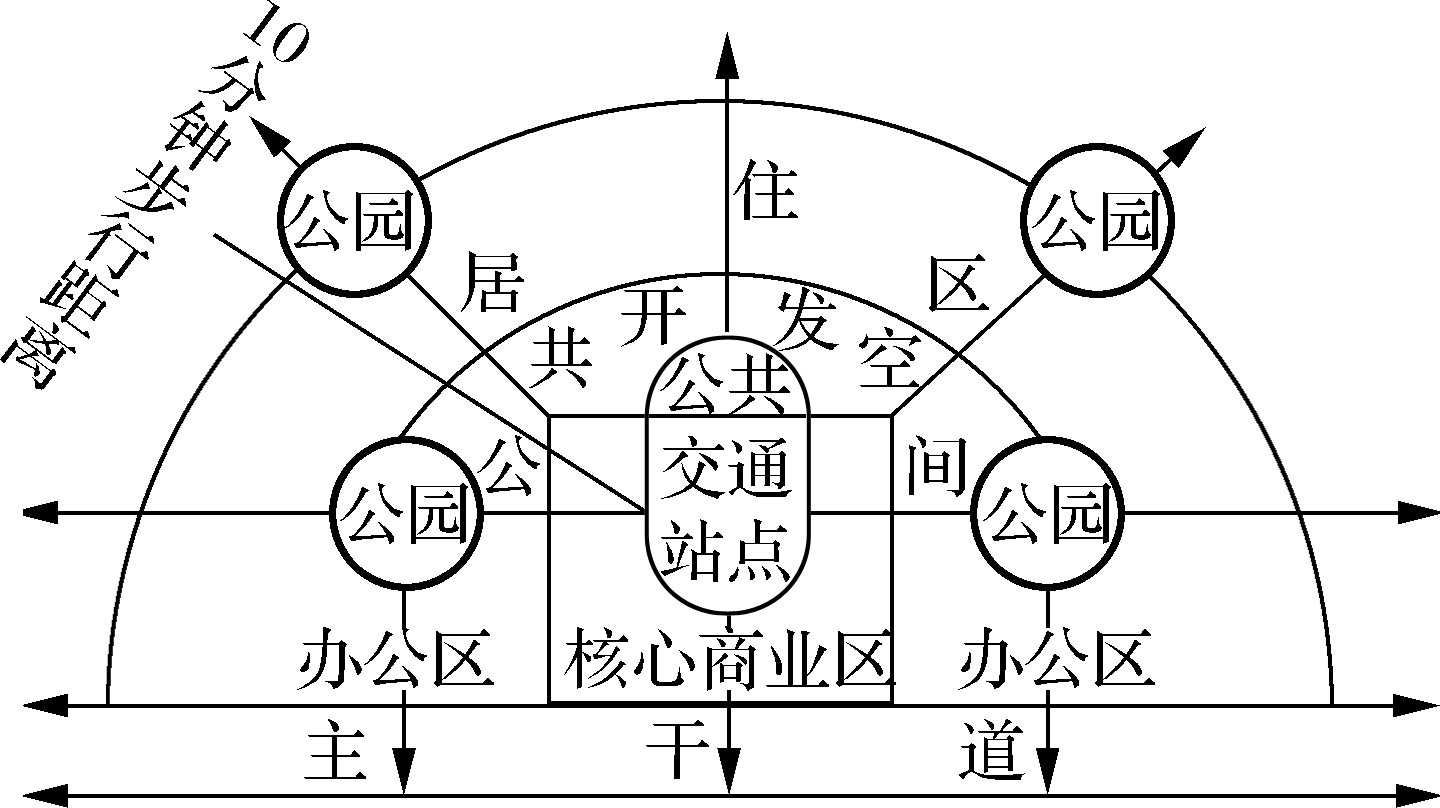 10分钟步行距离
公园
公园
居住区
公共开发空间
公共
交通
站点
公园
公园
办公区
核心商业区
办公区
主干道